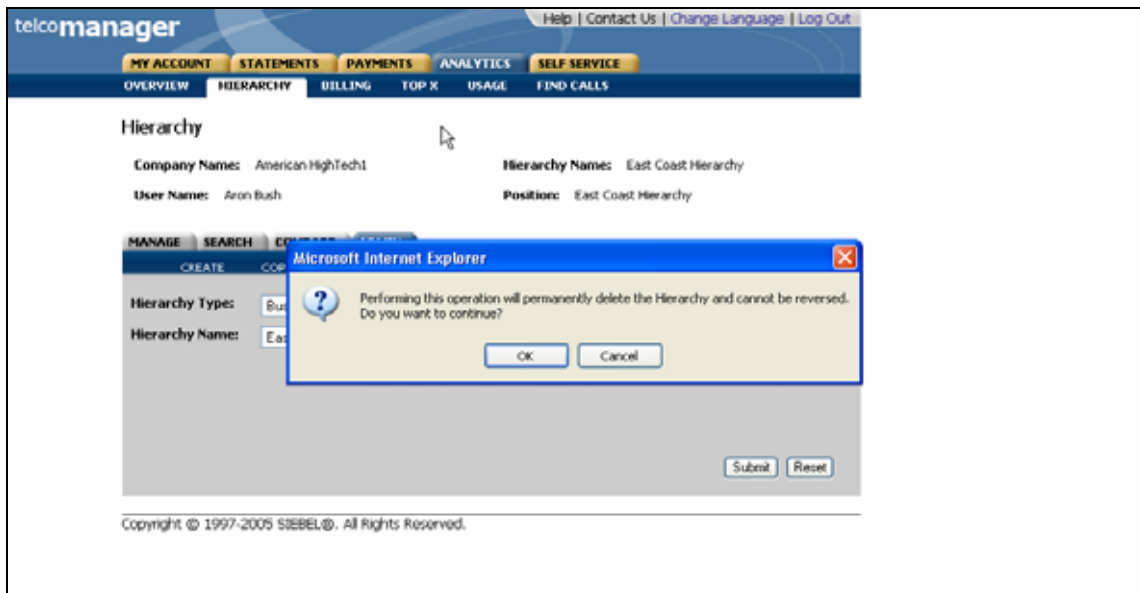 telcomanager
Help | Contact Us | Change Language | Log Out
MY ACCOUNT STATEMENTS PAYMENTS ANALYTICS SELF SERVICE
OVERVIEW HIERARCHY BILLING TOP X USAGE FIND CALLS
Hierarchy
Company Name: American HighTech1 Hierarchy Name: East Coast Hierarchy
User Name: Aron Bush Position: East Coast Hierarchy
MANAGE SEARCH
CREATE
Microsoft Internet Explorer
Performing this operation will permanently delete the Hierarchy and cannot be reversed.
Do you want to continue?
OK Cancel
Hierarchy Type:
Hierarchy Name:
Submit Reset
Copyright © 1997-2005 SIEBEL®. All Rights Reserved.